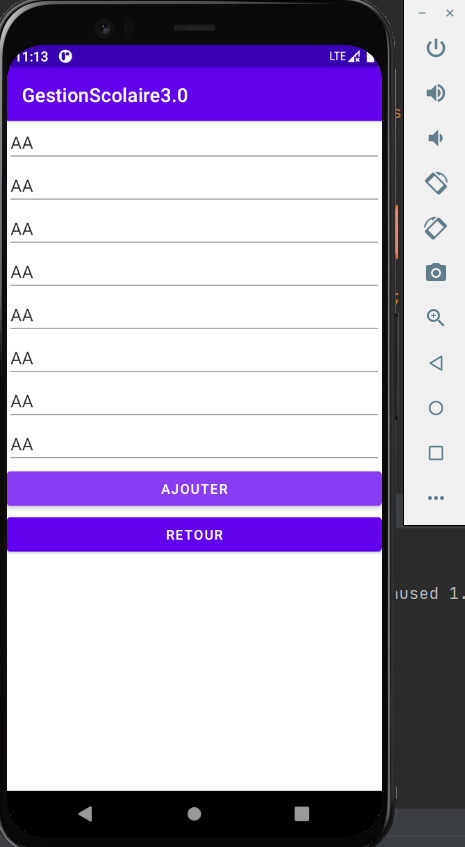 11:13 LTE
GestionScolaire3.0
AA
AA
AA
AA
AA
AA
AA
AA
AJOUTER
RETOUR
used 1.